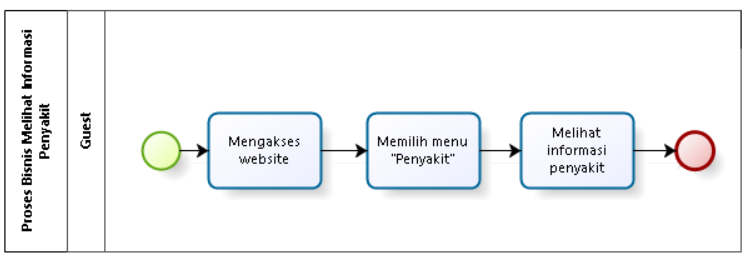 Proses Bisnis Melihat Informasi
Penyakit
Guest
Mengakses
website
Memilih menu
"Penyakit"
Melihat
informasi
penyakit